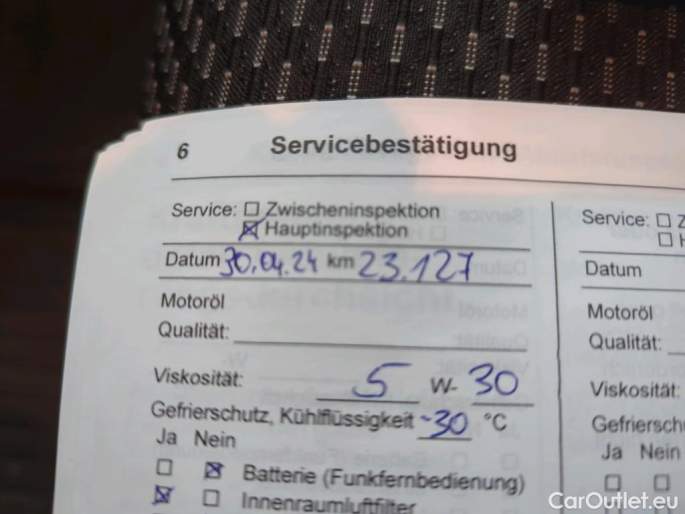 6 Servicebestätigung
Service: ☐ Zwischeninspektion
☒ Hauptinspektion
Datum 30.04.24 km 23.127
Motoröl
Qualität:
Viskosität: 5 W- 30
Gefrierschutz, Kühlflüssigkeit -30 °C
Ja Nein
☐ ☒ Batterie (Funkfernbedienung)
☒ ☐ Innenraumluftfilter
Service: ☐ Z
☐ H
Datum
Motoröl
Qualität:
Viskosität:
Gefriersch
Ja Nein
☐ ☐
CarOutlet.eu